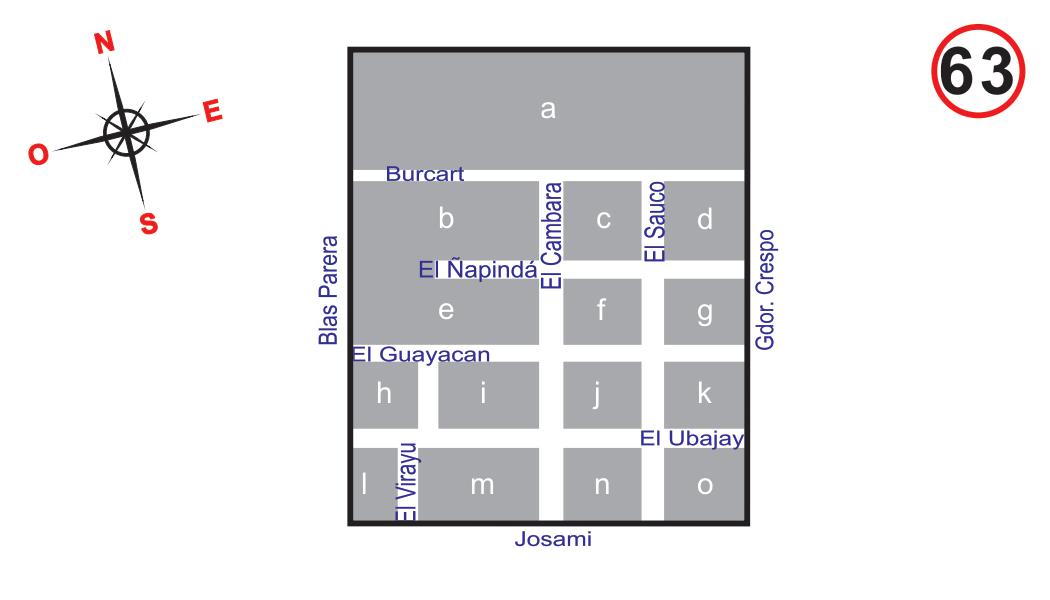 N
E
O
S
63
a
Burcart
b
El Cambara
c
El Sauco
d
El Ñapindá
Blas Parera
Gdor. Crespo
e
f
g
El Guayacan
h
i
j
k
El Ubajay
l
El Virayu
m
n
o
Josami